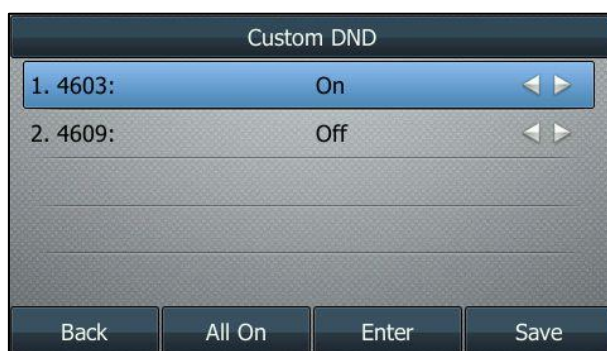 Custom DND
1. 4603: On
2. 4609: Off
Back All On Enter Save